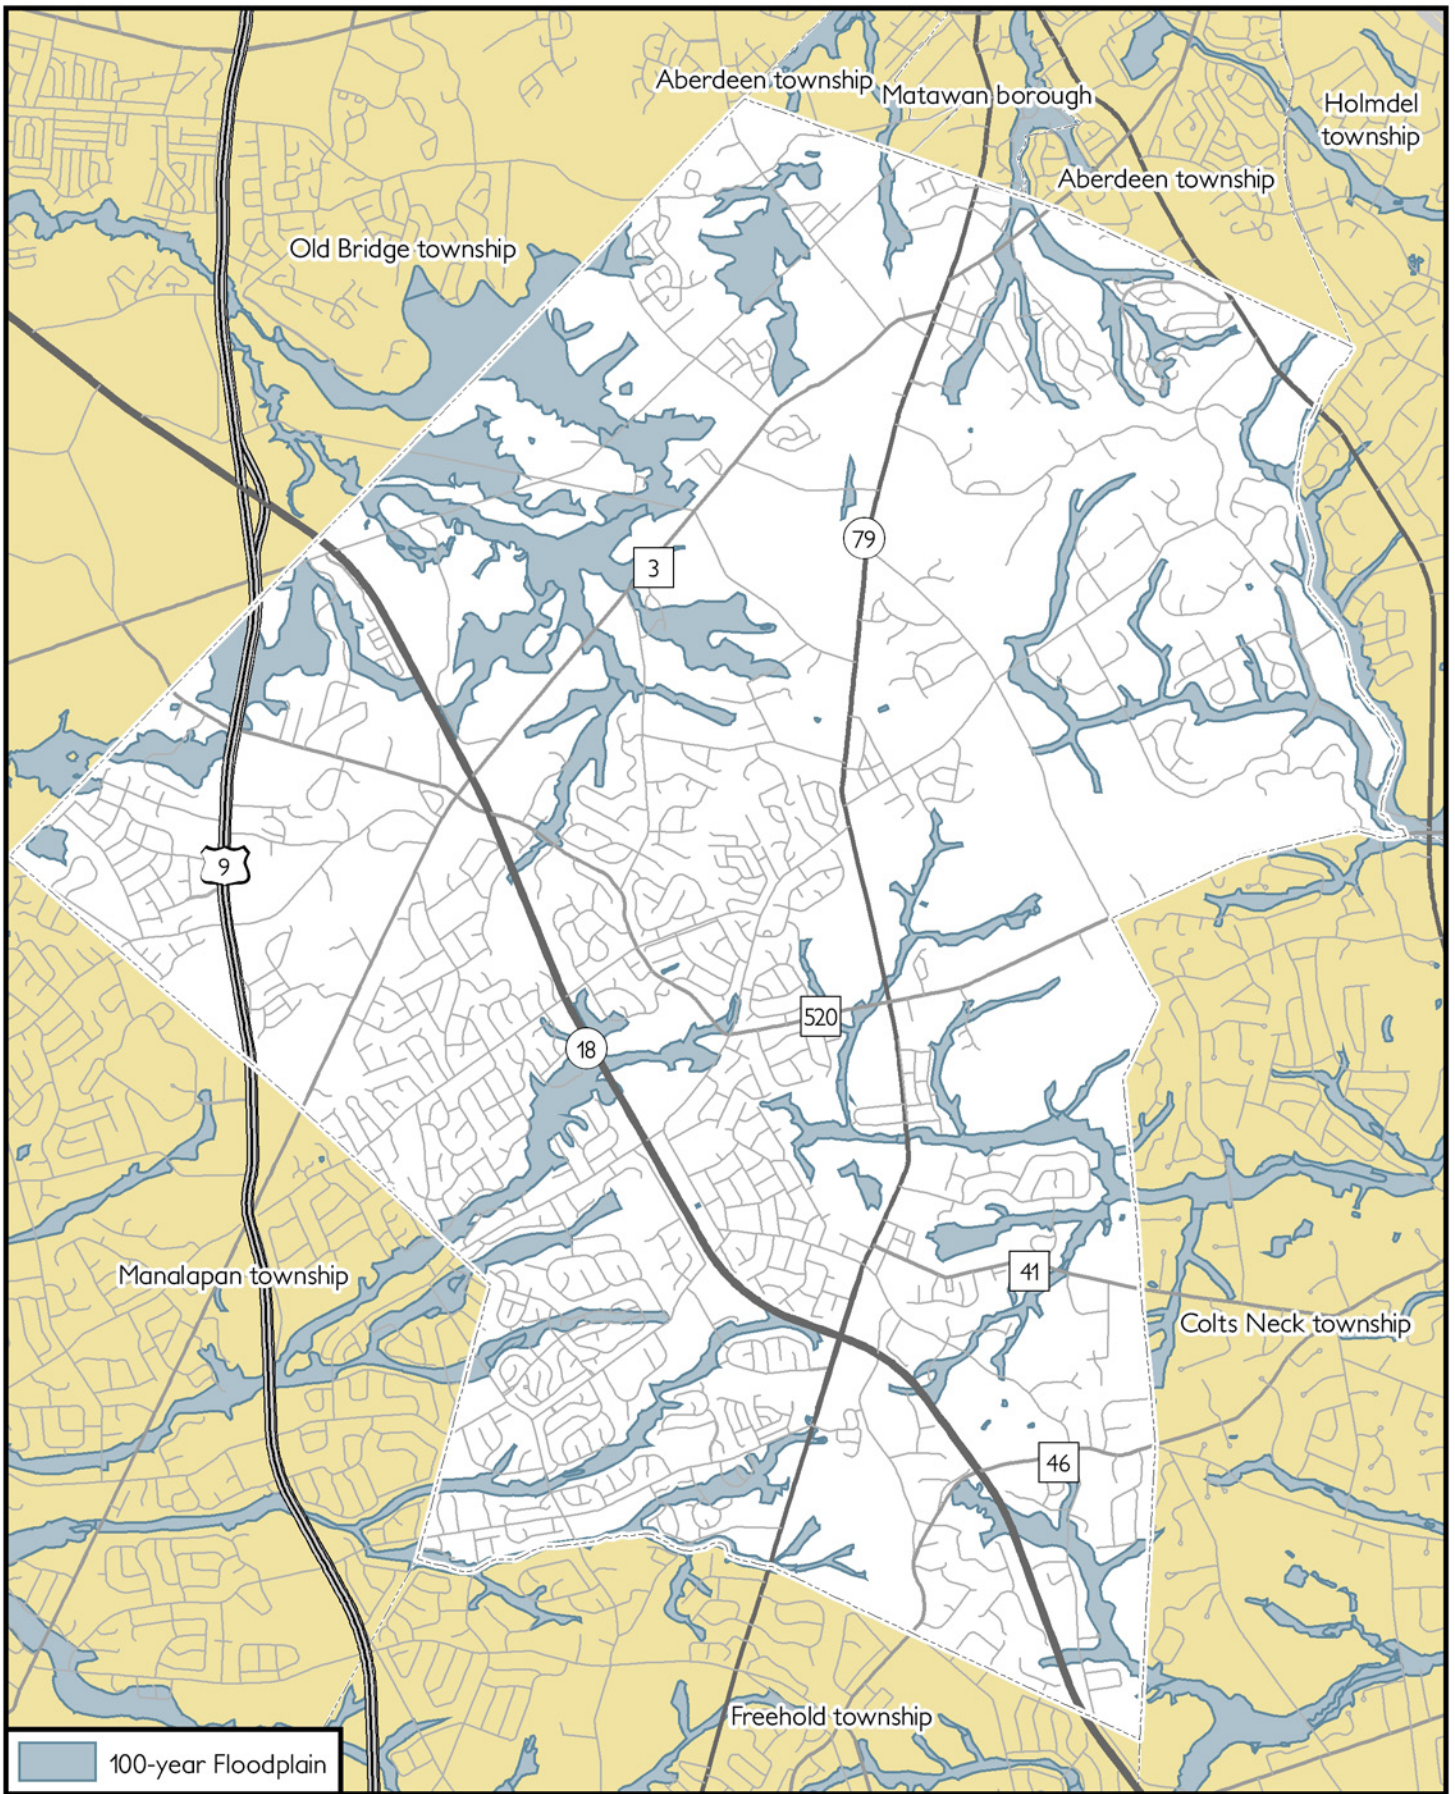 Aberdeen township
Matawan borough
Holmdel
township
Aberdeen township
Old Bridge township
3
79
9
520
18
41
Manalapan township
Colts Neck township
46
Freehold township
100-year Floodplain